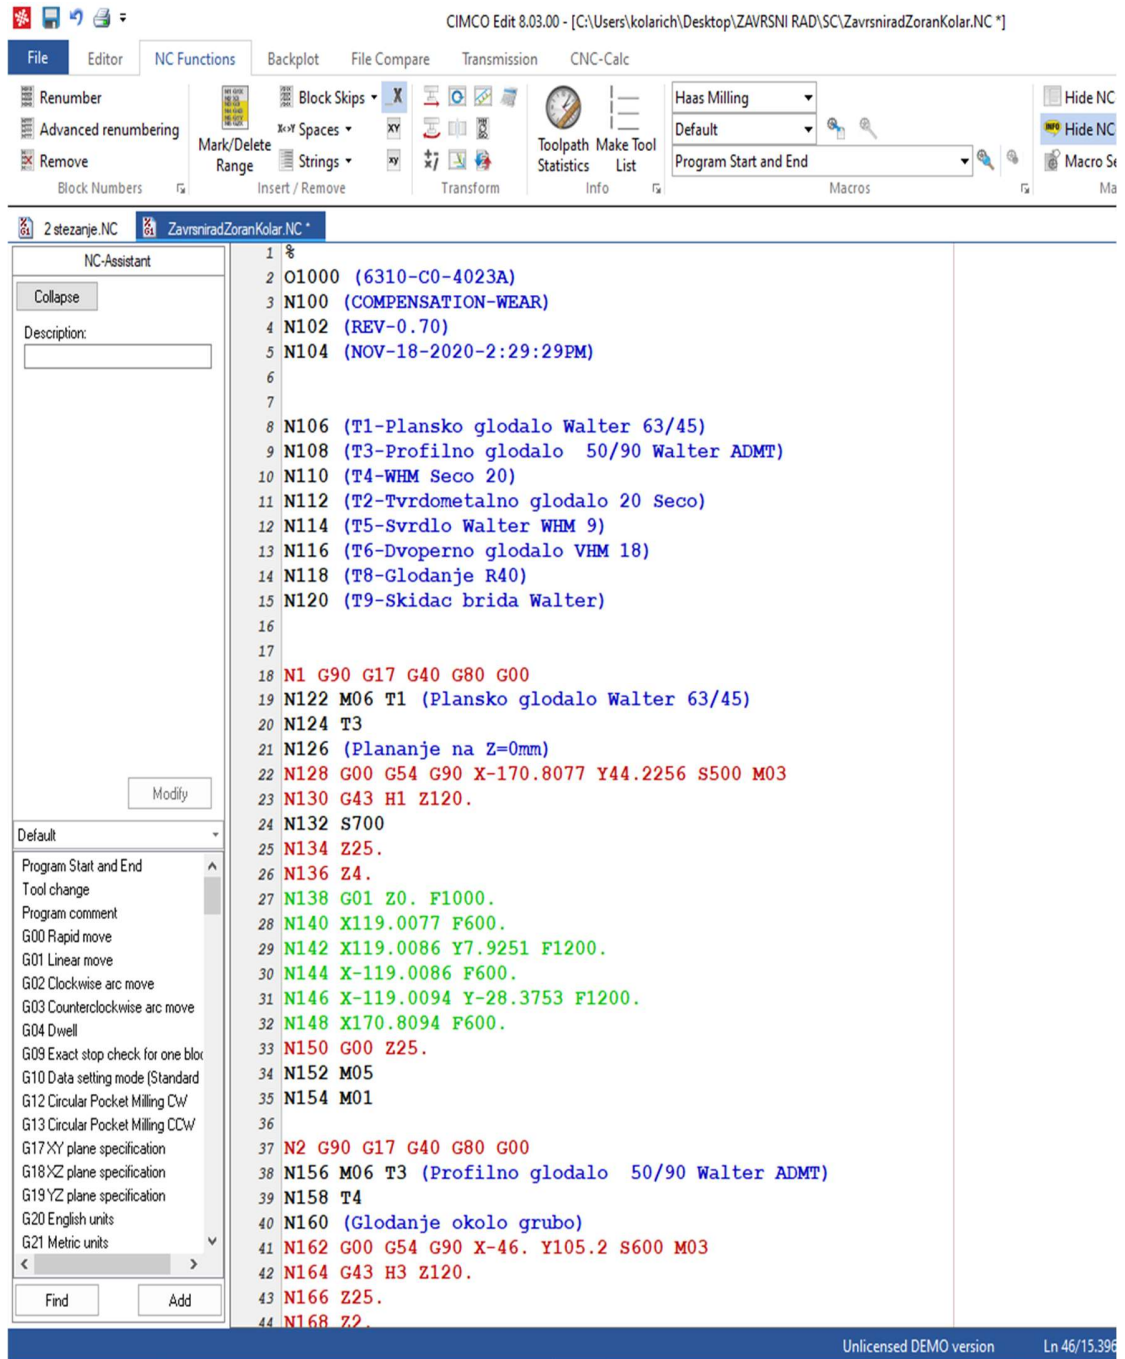 CIMCO Edit 8.03.00 - [C:\Users\kolarich\Desktop\ZAVRSNI RAD\SC\ZavrsniradZoranKolar.NC *]
File Editor NC Functions Backplot File Compare Transmission CNC-Calc
Renumber
Advanced renumbering
Remove
Block Numbers
Mark/Delete
Range
Block Skips
Spaces
Strings
Insert / Remove
Transform
Toolpath
Statistics
Make Tool
List
Info
Haas Milling
Default
Program Start and End
Macros
Hide NC
Hide NC
Macro Se
Ma
2 stezanje.NC ZavrsniradZoranKolar.NC *
NC-Assistant
Collapse
Description:
Modify
Default
Program Start and End
Tool change
Program comment
G00 Rapid move
G01 Linear move
G02 Clockwise arc move
G03 Counterclockwise arc move
G04 Dwell
G09 Exact stop check for one bloc
G10 Data setting mode (Standard
G12 Circular Pocket Milling CW
G13 Circular Pocket Milling CCW
G17 XY plane specification
G18 XZ plane specification
G19 YZ plane specification
G20 English units
G21 Metric units
Find Add
1 %
2 O1000 (6310-C0-4023A)
3 N100 (COMPENSATION-WEAR)
4 N102 (REV-0.70)
5 N104 (NOV-18-2020-2:29:29PM)
6
7
8 N106 (T1-Plansko glodalo Walter 63/45)
9 N108 (T3-Profilno glodalo  50/90 Walter ADMT)
10 N110 (T4-WHM Seco 20)
11 N112 (T2-Tvrdometalno glodalo 20 Seco)
12 N114 (T5-Svrdlo Walter WHM 9)
13 N116 (T6-Dvoperno glodalo VHM 18)
14 N118 (T8-Glodanje R40)
15 N120 (T9-Skidac brida Walter)
16
17
18 N1 G90 G17 G40 G80 G00
19 N122 M06 T1 (Plansko glodalo Walter 63/45)
20 N124 T3
21 N126 (Plananje na Z=0mm)
22 N128 G00 G54 G90 X-170.8077 Y44.2256 S500 M03
23 N130 G43 H1 Z120.
24 N132 S700
25 N134 Z25.
26 N136 Z4.
27 N138 G01 Z0. F1000.
28 N140 X119.0077 F600.
29 N142 X119.0086 Y7.9251 F1200.
30 N144 X-119.0086 F600.
31 N146 X-119.0094 Y-28.3753 F1200.
32 N148 X170.8094 F600.
33 N150 G00 Z25.
34 N152 M05
35 N154 M01
36
37 N2 G90 G17 G40 G80 G00
38 N156 M06 T3 (Profilno glodalo  50/90 Walter ADMT)
39 N158 T4
40 N160 (Glodanje okolo grubo)
41 N162 G00 G54 G90 X-46. Y105.2 S600 M03
42 N164 G43 H3 Z120.
43 N166 Z25.
44 N168 Z2.
Unlicensed DEMO version Ln 46/15.396